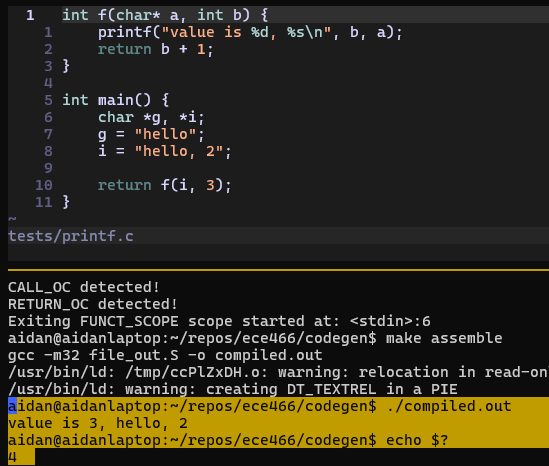 1 int f(char* a, int b) {
1 printf("value is %d, %s\n", b, a);
2 return b + 1;
3 }
4
5 int main() {
6 char *g, *i;
7 g = "hello";
8 i = "hello, 2";
9
10 return f(i, 3);
11 }
~
tests/printf.c
CALL_OC detected!
RETURN_OC detected!
Exiting FUNCT_SCOPE scope started at: <stdin>:6
aidan@aidanlaptop:~/repos/ece466/codegen$ make assemble
gcc -m32 file_out.S -o compiled.out
/usr/bin/ld: /tmp/ccPlZxDH.o: warning: relocation in read-on
/usr/bin/ld: warning: creating DT_TEXTREL in a PIE
aidan@aidanlaptop:~/repos/ece466/codegen$ ./compiled.out
value is 3, hello, 2
aidan@aidanlaptop:~/repos/ece466/codegen$ echo $?
4